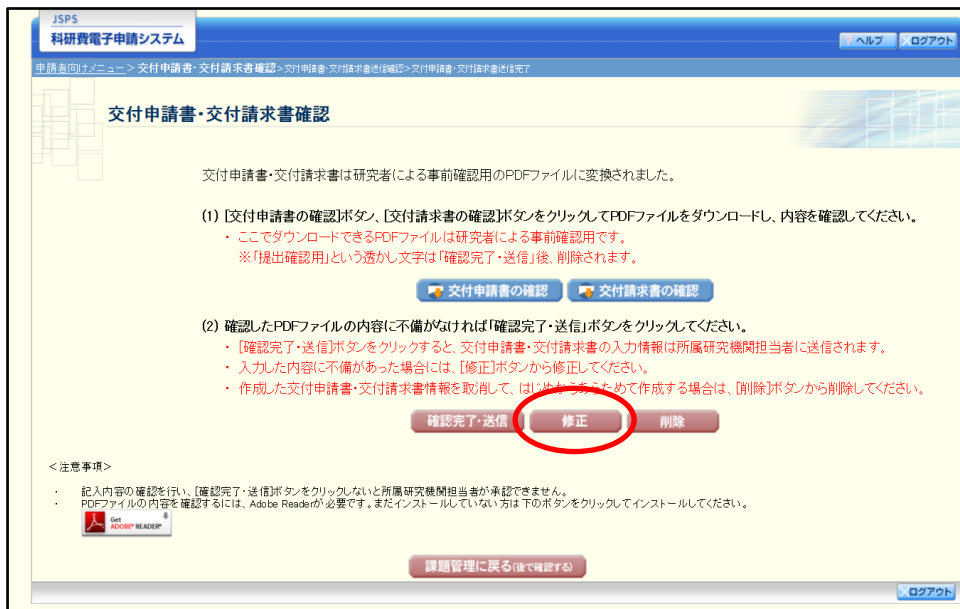 JSPS
科研費電子申請システム
ヘルプ
ログアウト
申請者向けメニュー＞交付申請書・交付請求書確認＞交付申請書・交付請求書送信確認＞交付申請書・交付請求書送信完了
交付申請書・交付請求書確認
交付申請書・交付請求書は研究者による事前確認用のPDFファイルに変換されました。
(1) [交付申請書の確認]ボタン、[交付請求書の確認]ボタンをクリックしてPDFファイルをダウンロードし、内容を確認してください。
・ ここでダウンロードできるPDFファイルは研究者による事前確認用です。
※「提出確認用」という透かし文字は「確認完了・送信」後、削除されます。
交付申請書の確認
交付請求書の確認
(2) 確認したPDFファイルの内容に不備がなければ「確認完了・送信」ボタンをクリックしてください。
・ [確認完了・送信]ボタンをクリックすると、交付申請書・交付請求書の入力情報は所属研究機関担当者に送信されます。
・ 入力した内容に不備があった場合には、[修正]ボタンから修正してください。
・ 作成した交付申請書・交付請求書情報を取消して、はじめからあらためて作成する場合は、[削除]ボタンから削除してください。
確認完了・送信
修正
削除
＜注意事項＞
・ 記入内容の確認を行い、[確認完了・送信]ボタンをクリックしないと所属研究機関担当者が承認できません。
・ PDFファイルの内容を確認するには、Adobe Readerが必要です。まだインストールしていない方は下のボタンをクリックしてインストールしてください。
Get
ADOBE® READER®
課題管理に戻る(後で確認する)
ログアウト